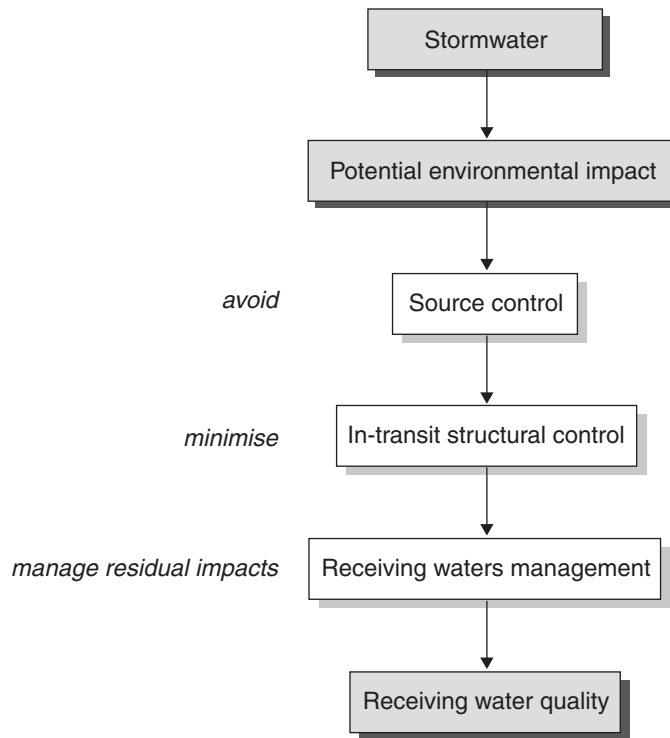 Stormwater
Potential environmental impact
avoid
Source control
minimise
In-transit structural control
manage residual impacts
Receiving waters management
Receiving water quality